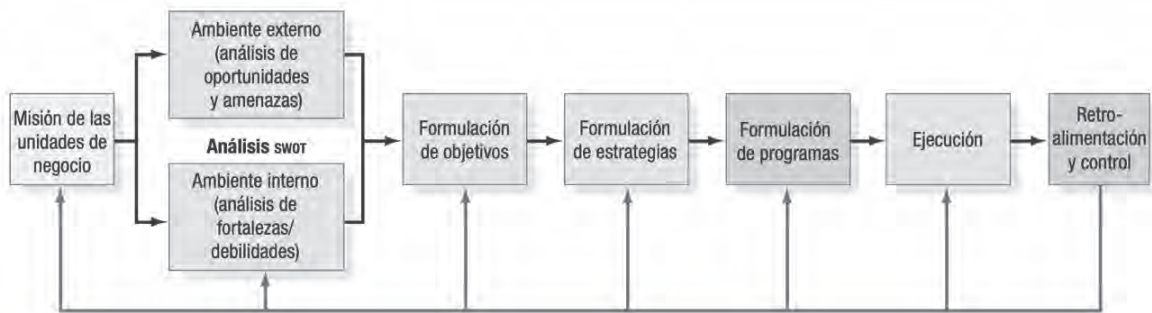 Misión de las
unidades de
negocio
Ambiente externo
(análisis de
oportunidades
y amenazas)
Análisis SWOT
Ambiente interno
(análisis de
fortalezas/
debilidades)
Formulación
de objetivos
Formulación
de estrategias
Formulación
de programas
Ejecución
Retro-
alimentación
y control